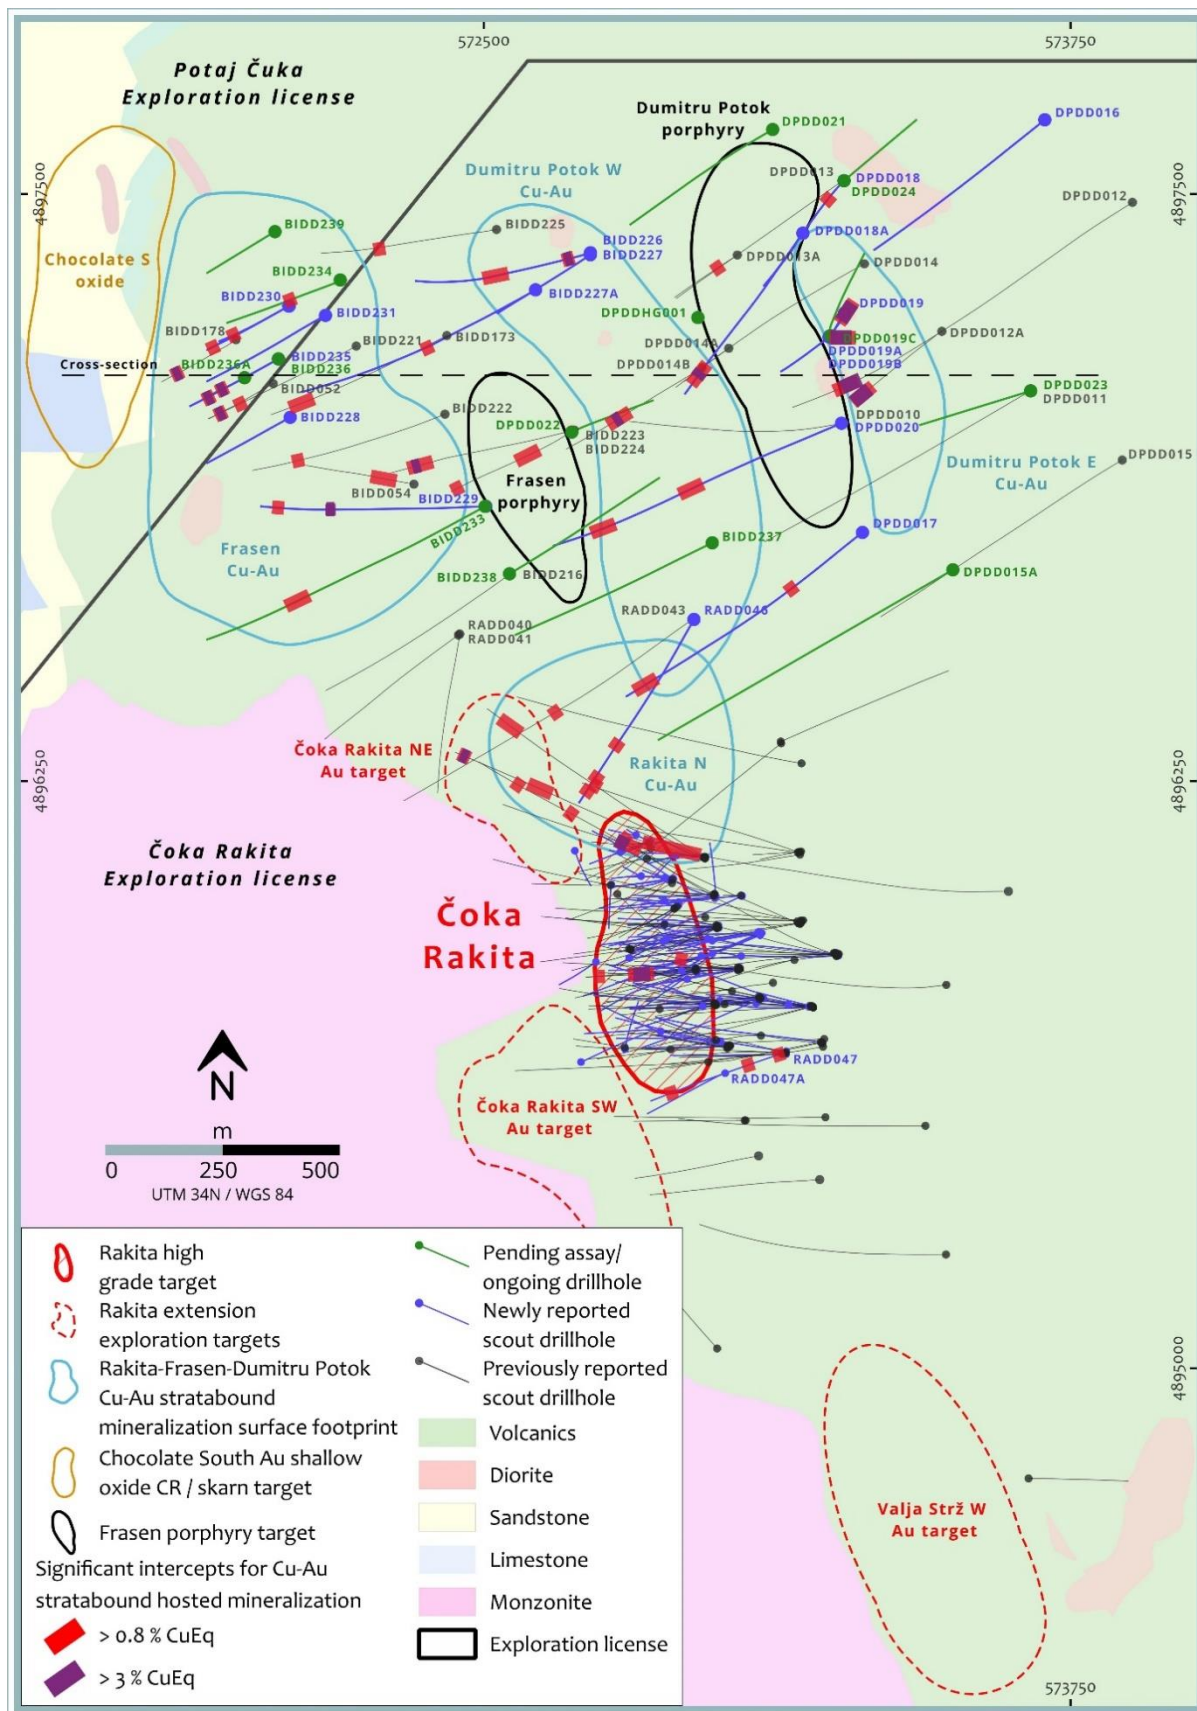 572500
573750
Potaj Čuka
Exploration license
Dumitru Potok
porphyry
DPDD021
DPDD016
4897500
4897500
Dumitru Potok W
Cu-Au
DPDD013
DPDD018
DPDD024
DPDD012
BIDD239
BIDD225
BIDD226
BIDD227
DPDD018A
DPDD013A
DPDD014
Chocolate S
oxide
BIDD234
BIDD230
BIDD227A
DPDD019
BIDD231
DPDDHG001
BIDD178
BIDD221
BIDD173
DPDD014A
DPDD019C
DPDD019A
DPDD019B
DPDD012A
Cross-section
BIDD236A
BIDD235
BIDD236
BIDD052
DPDD014B
DPDD023
DPDD011
BIDD228
BIDD222
DPDD022
BIDD223
BIDD224
DPDD010
DPDD020
Dumitru Potok E
Cu-Au
DPDD015
Frasen
porphyry
BIDD054
BIDD229
BIDD233
DPDD017
Frasen
Cu-Au
BIDD237
BIDD238
BIDD216
DPDD015A
RADD040
RADD041
RADD043
RADD046
Čoka Rakita NE
Au target
Rakita N
Cu-Au
4896250
4896250
Čoka Rakita
Exploration license
Čoka
Rakita
RADD047
RADD047A
Čoka Rakita SW
Au target
N
m
0
250
500
UTM 34N / WGS 84
Rakita high
grade target
Rakita extension
exploration targets
Rakita-Frasen-Dumitru Potok
Cu-Au stratabound
mineralization surface footprint
Chocolate South Au shallow
oxide CR / skarn target
Frasen porphyry target
Significant intercepts for Cu-Au
stratabound hosted mineralization
> 0.8 % CuEq
> 3 % CuEq
Pending assay/
ongoing drillhole
Newly reported
scout drillhole
Previously reported
scout drillhole
Volcanics
Diorite
Sandstone
Limestone
Monzonite
Exploration license
4895000
Valja Strž W
Au target
573750